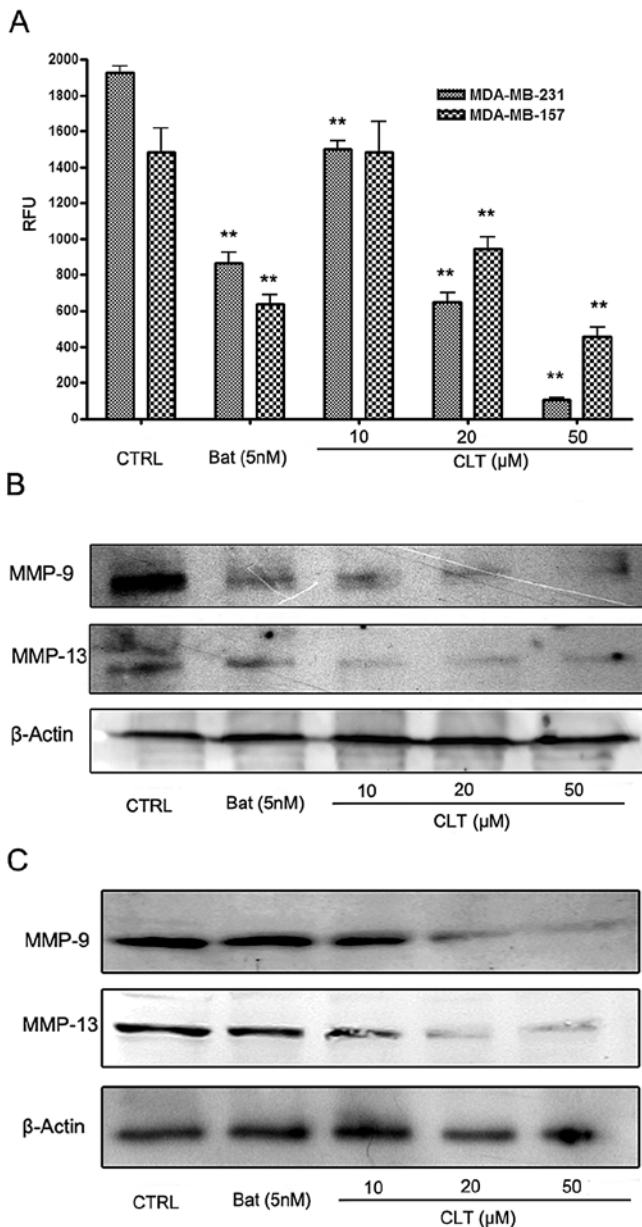 A
2000
1800
1600
1400
1200
1000
800
600
400
200
0
RFU
MDA-MB-231
MDA-MB-157
**
**
**
**
**
**
**
CTRL
Bat (5nM)
10
20
50
CLT (µM)
B
MMP-9
MMP-13
β-Actin
CTRL
Bat (5nM)
10
20
50
CLT (µM)
C
MMP-9
MMP-13
β-Actin
CTRL
Bat (5nM)
10
20
50
CLT (µM)